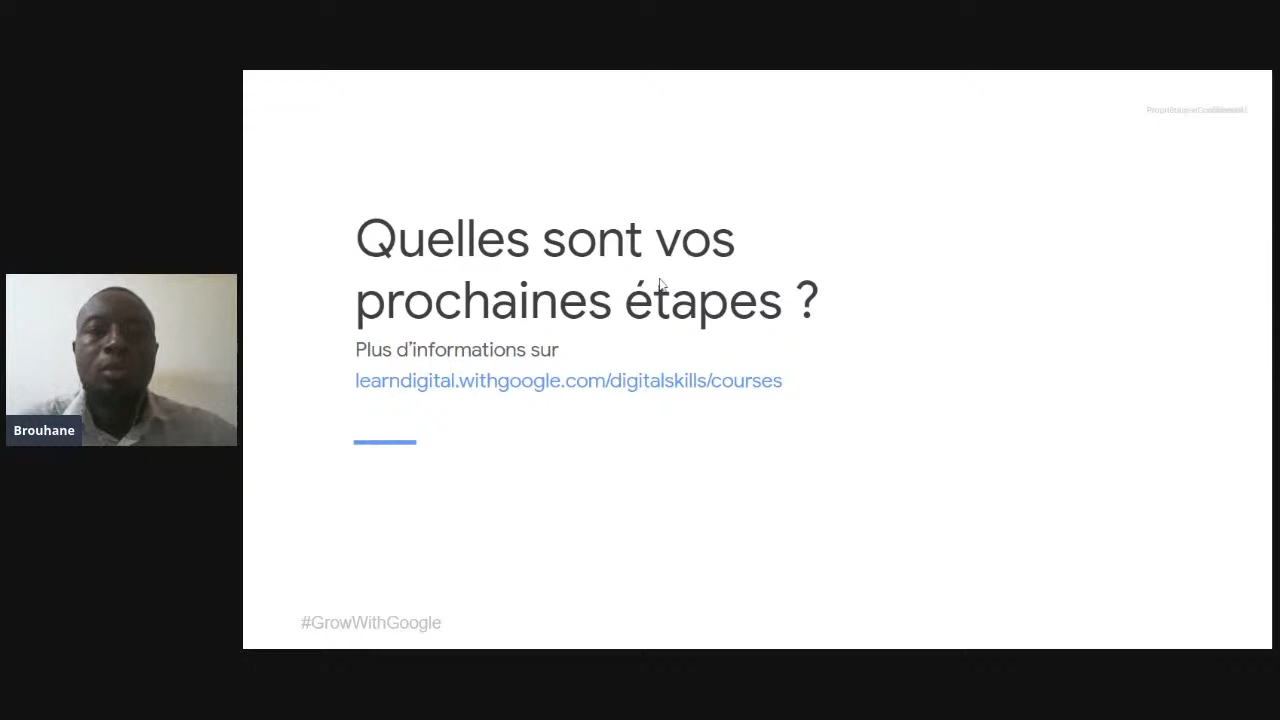 Quelles sont vos
prochaines étapes ?
Plus d’informations sur
learndigital.withgoogle.com/digitalskills/courses
Brouhane
#GrowWithGoogle